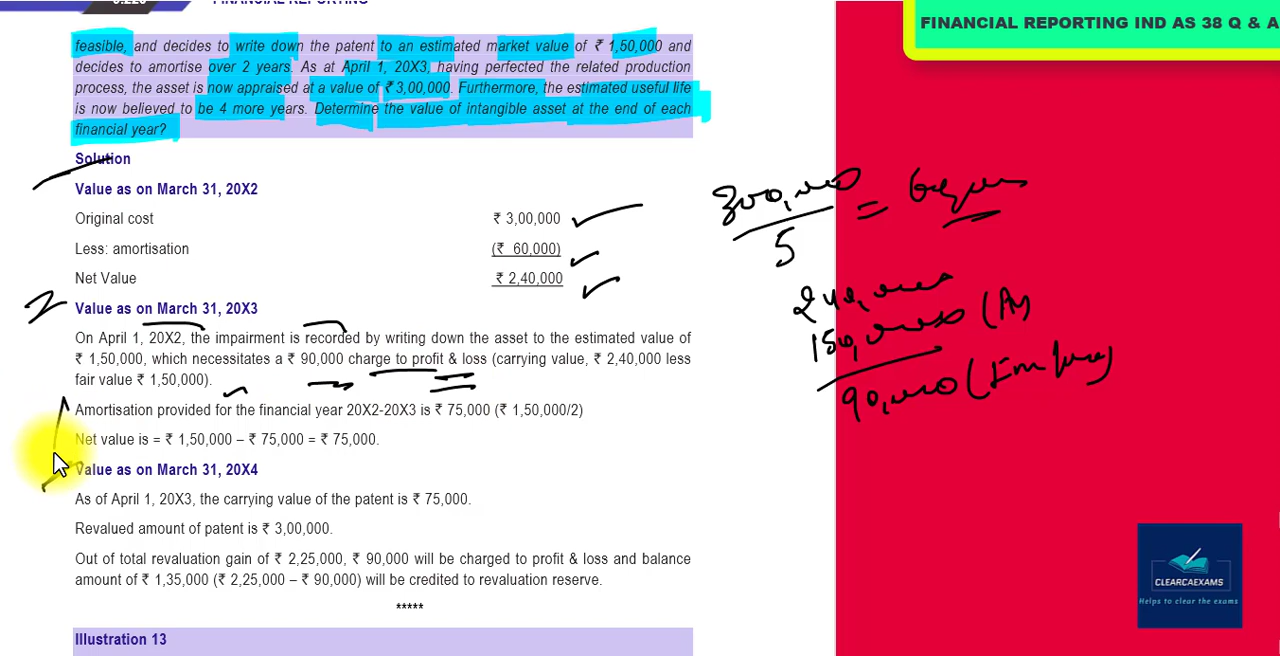 FINANCIAL REPORTING
FINANCIAL REPORTING IND AS 38 Q & A
feasible, and decides to write down the patent to an estimated market value of ₹ 1,50,000 and
decides to amortise over 2 years. As at April 1, 20X3, having perfected the related production
process, the asset is now appraised at a value of ₹ 3,00,000. Furthermore, the estimated useful life
is now believed to be 4 more years. Determine the value of intangible asset at the end of each
financial year?
Solution
Value as on March 31, 20X2
Original cost ₹ 3,00,000
Less: amortisation (₹ 60,000)
Net Value ₹ 2,40,000
Value as on March 31, 20X3
On April 1, 20X2, the impairment is recorded by writing down the asset to the estimated value of
₹ 1,50,000, which necessitates a ₹ 90,000 charge to profit & loss (carrying value, ₹ 2,40,000 less
fair value ₹ 1,50,000).
Amortisation provided for the financial year 20X2-20X3 is ₹ 75,000 (₹ 1,50,000/2)
Net value is = ₹ 1,50,000 – ₹ 75,000 = ₹ 75,000.
Value as on March 31, 20X4
As of April 1, 20X3, the carrying value of the patent is ₹ 75,000.
Revalued amount of patent is ₹ 3,00,000.
Out of total revaluation gain of ₹ 2,25,000, ₹ 90,000 will be charged to profit & loss and balance
amount of ₹ 1,35,000 (₹ 2,25,000 – ₹ 90,000) will be credited to revaluation reserve.
*****
Illustration 13
300,000
=
5
240,000
150,000
90,000
CLEARCAEXAMS
Helps to clear the exams